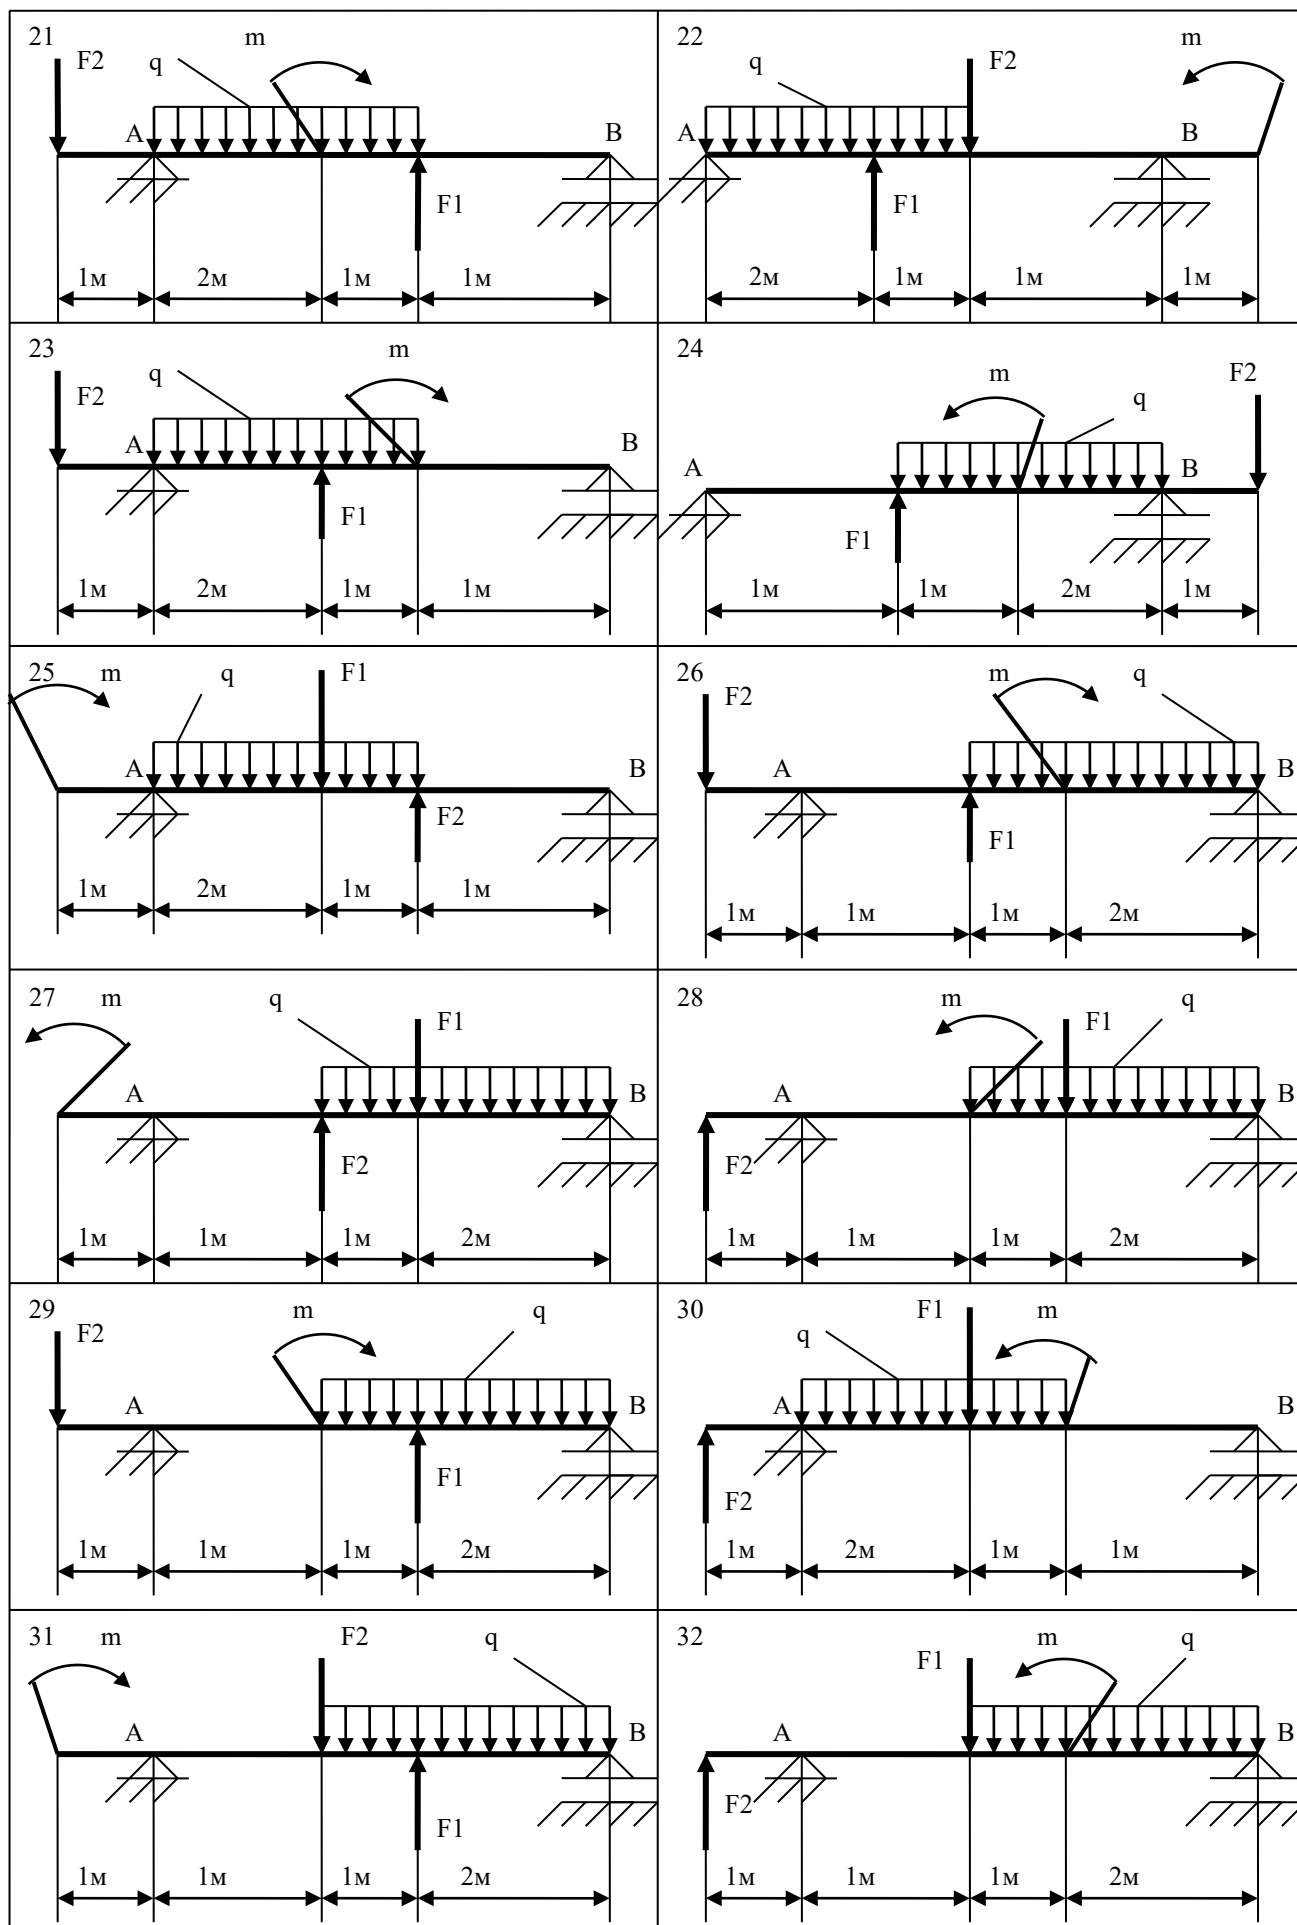 21 m
F2 q
A B
F1
1м 2м 1м 1м
22 m
q F2
A B
F1
2м 1м 1м 1м
23 m
q
F2
A B
F1
1м 2м 1м 1м
24
m F2
q
A B
F1
1м 1м 2м 1м
25 m q F1
A B
F2
1м 2м 1м 1м
26 m q
F2
A B
F1
1м 1м 1м 2м
27 m q
F1
A B
F2
1м 1м 1м 2м
28 m q
F1
A B
F2
1м 1м 1м 2м
29 m q
F2
A B
F1
1м 1м 1м 2м
30 F1 m
q
A B
F2
1м 2м 1м 1м
31 m F2 q
A B
F1
1м 1м 1м 2м
32 m q
F1
A B
F2
1м 1м 1м 2м